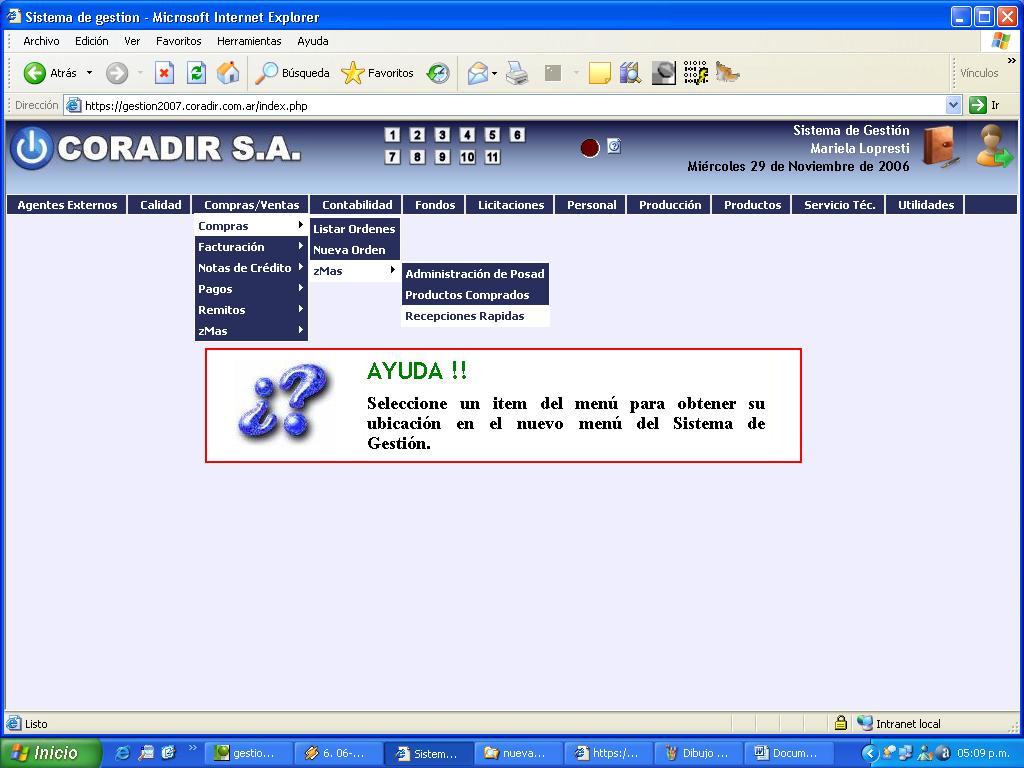 Sistema de gestion - Microsoft Internet Explorer
Archivo Edición Ver Favoritos Herramientas Ayuda
Atrás Búsqueda Favoritos Vínculos
Dirección https://gestion2007.coradir.com.ar/index.php Ir
CORADIR S.A.
1 2 3 4 5 6
7 8 9 10 11
Sistema de Gestión
Mariela Lopresti
Miércoles 29 de Noviembre de 2006
Agentes Externos Calidad Compras/Ventas Contabilidad Fondos Licitaciones Personal Producción Productos Servicio Téc. Utilidades
Compras
Facturación
Notas de Crédito
Pagos
Remitos
zMas
Listar Ordenes
Nueva Orden
zMas
Administración de Posad
Productos Comprados
Recepciones Rapidas
¿?
AYUDA !!
Seleccione un item del menú para obtener su
ubicación en el nuevo menú del Sistema de
Gestión.
Listo Intranet local
Inicio gestio... 6. 06-... Sistem... nueva... https:/... Dibujo ... Docum... 05:09 p.m.